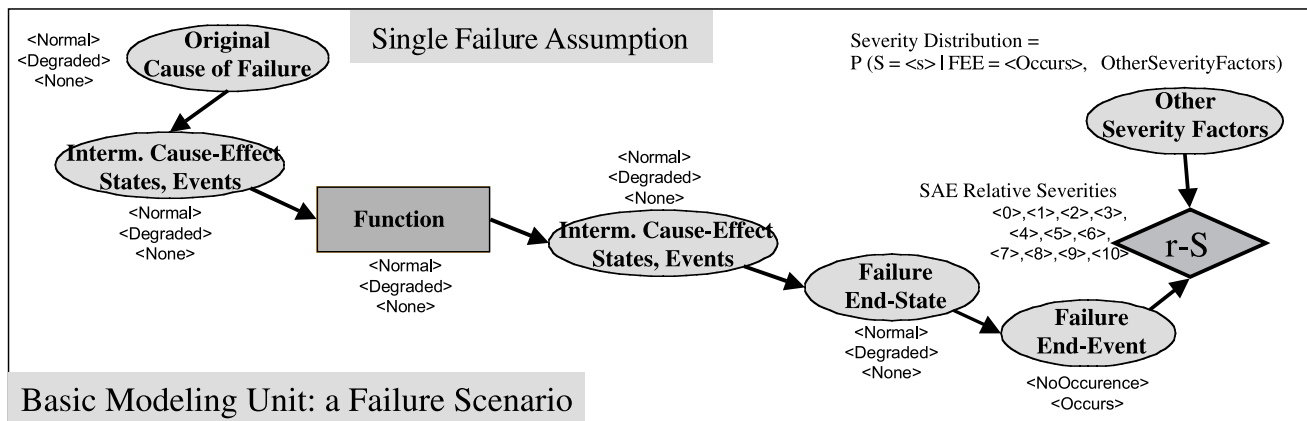 Single Failure Assumption
<Normal>
<Degraded>
<None>
Original
Cause of Failure
Interm. Cause-Effect
States, Events
<Normal>
<Degraded>
<None>
Function
<Normal>
<Degraded>
<None>
<Normal>
<Degraded>
<None>
Interm. Cause-Effect
States, Events
Failure
End-State
<Normal>
<Degraded>
<None>
Failure
End-Event
<NoOccurence>
<Occurs>
Severity Distribution =
P (S = <s> | FEE = <Occurs>, OtherSeverityFactors)
Other
Severity Factors
SAE Relative Severities
<0>,<1>,<2>,<3>,
<4>,<5>,<6>,
<7>,<8>,<9>,<10>
r-S
Basic Modeling Unit: a Failure Scenario